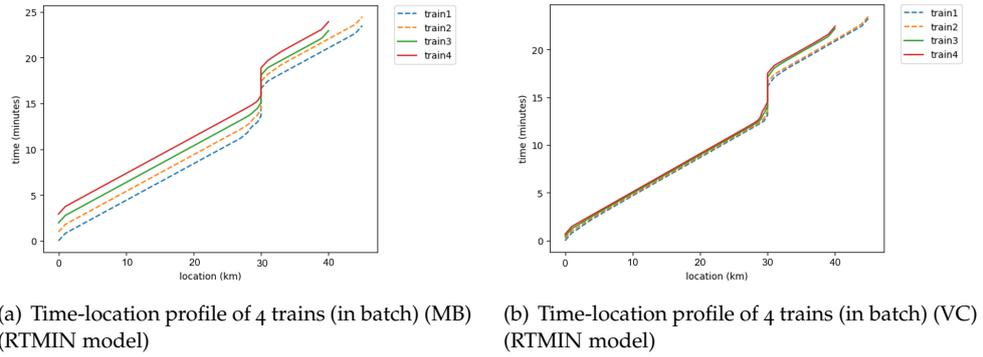 25
20
15
10
5
0
time (minutes)
0 10 20 30 40
location (km)
train1
train2
train3
train4
20
15
10
5
0
time (minutes)
0 10 20 30 40
location (km)
train1
train2
train3
train4
(a) Time-location profile of 4 trains (in batch) (MB)
(RTMIN model)
(b) Time-location profile of 4 trains (in batch) (VC)
(RTMIN model)